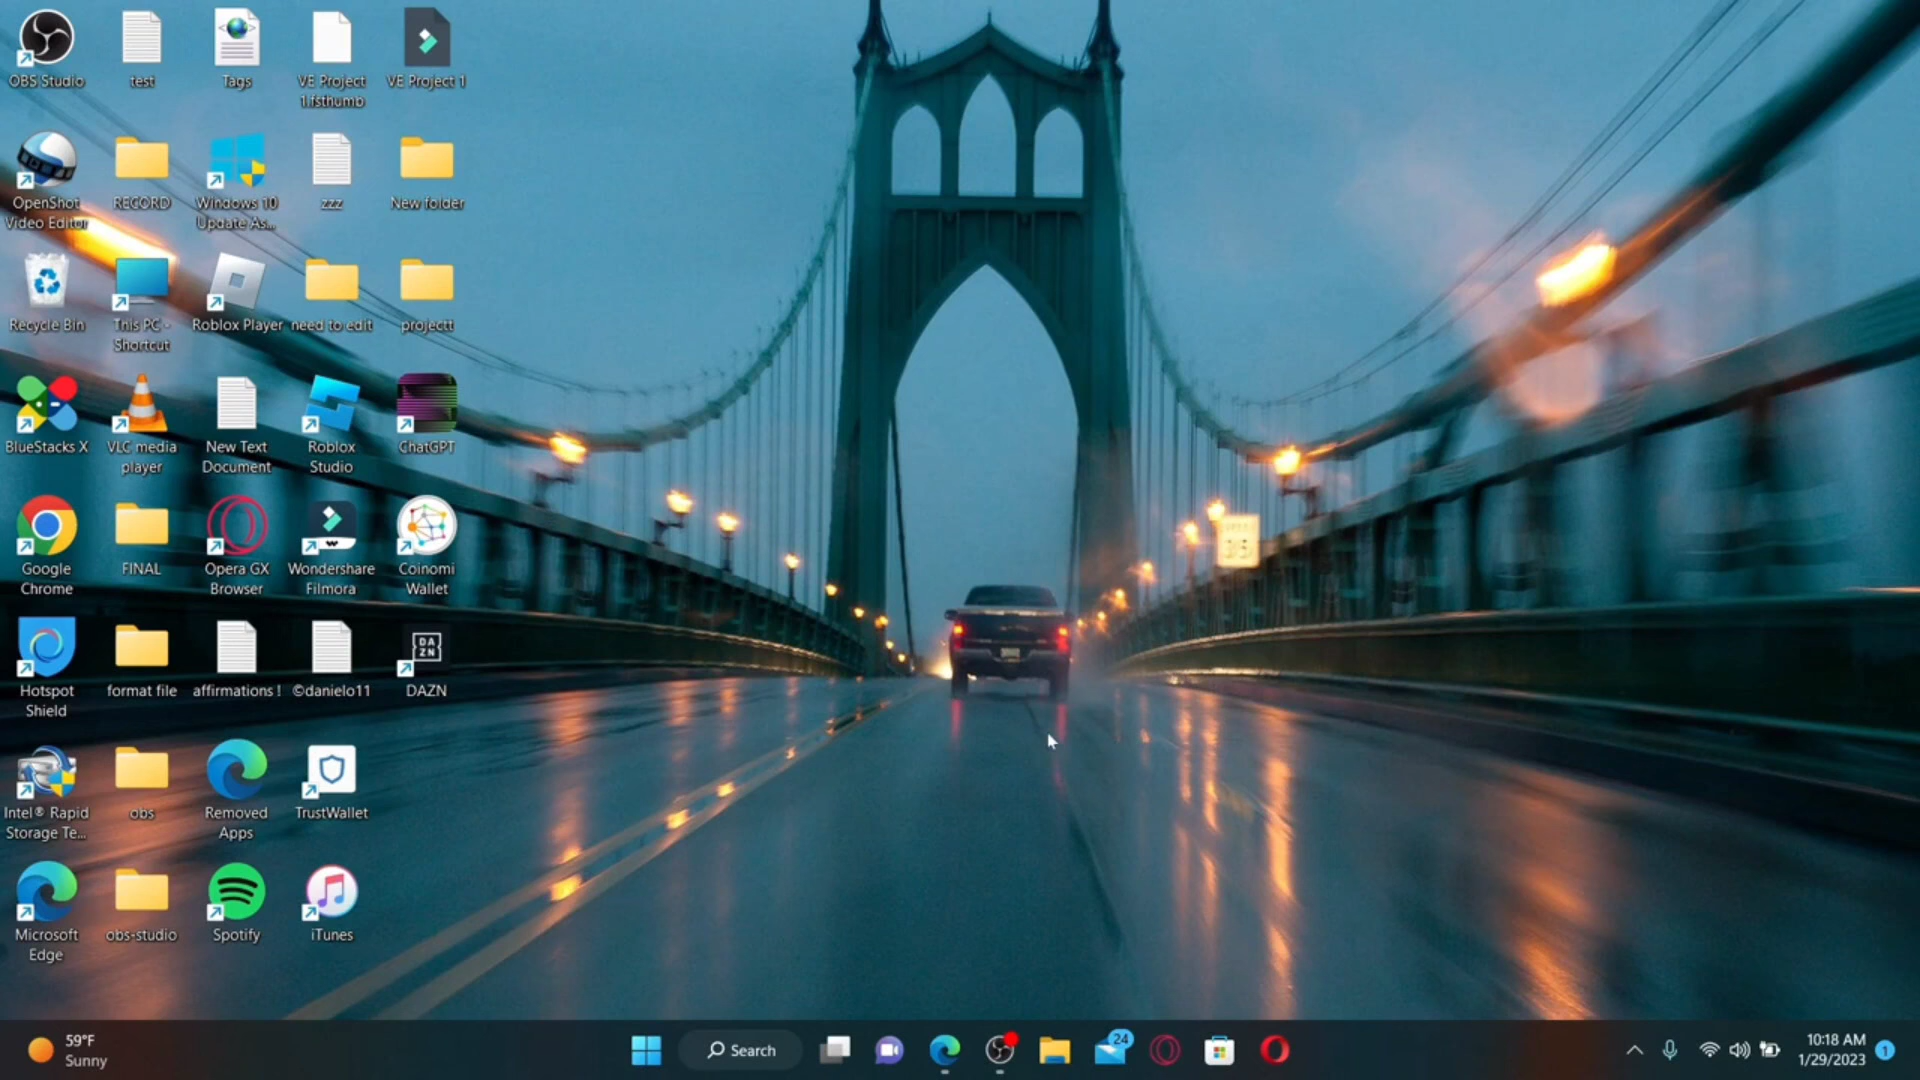 OBS Studio
test
Tags
VE Project
1.fsthumb
VE Project 1
OpenShot
Video Editor
RECORD
Windows 10
Update As...
zzz
New folder
Recycle Bin
This PC -
Shortcut
Roblox Player
need to edit
projectt
BlueStacks X
VLC media
player
New Text
Document
Roblox
Studio
ChatGPT
Google
Chrome
FINAL
Opera GX
Browser
Wondershare
Filmora
Coinomi
Wallet
Hotspot
Shield
format file
affirmations !
©danielo11
DA
ZN
DAZN
Intel® Rapid
Storage Te...
obs
Removed
Apps
TrustWallet
Microsoft
Edge
obs-studio
Spotify
iTunes
59°F
Sunny
Search
24
10:18 AM
1/29/2023
1